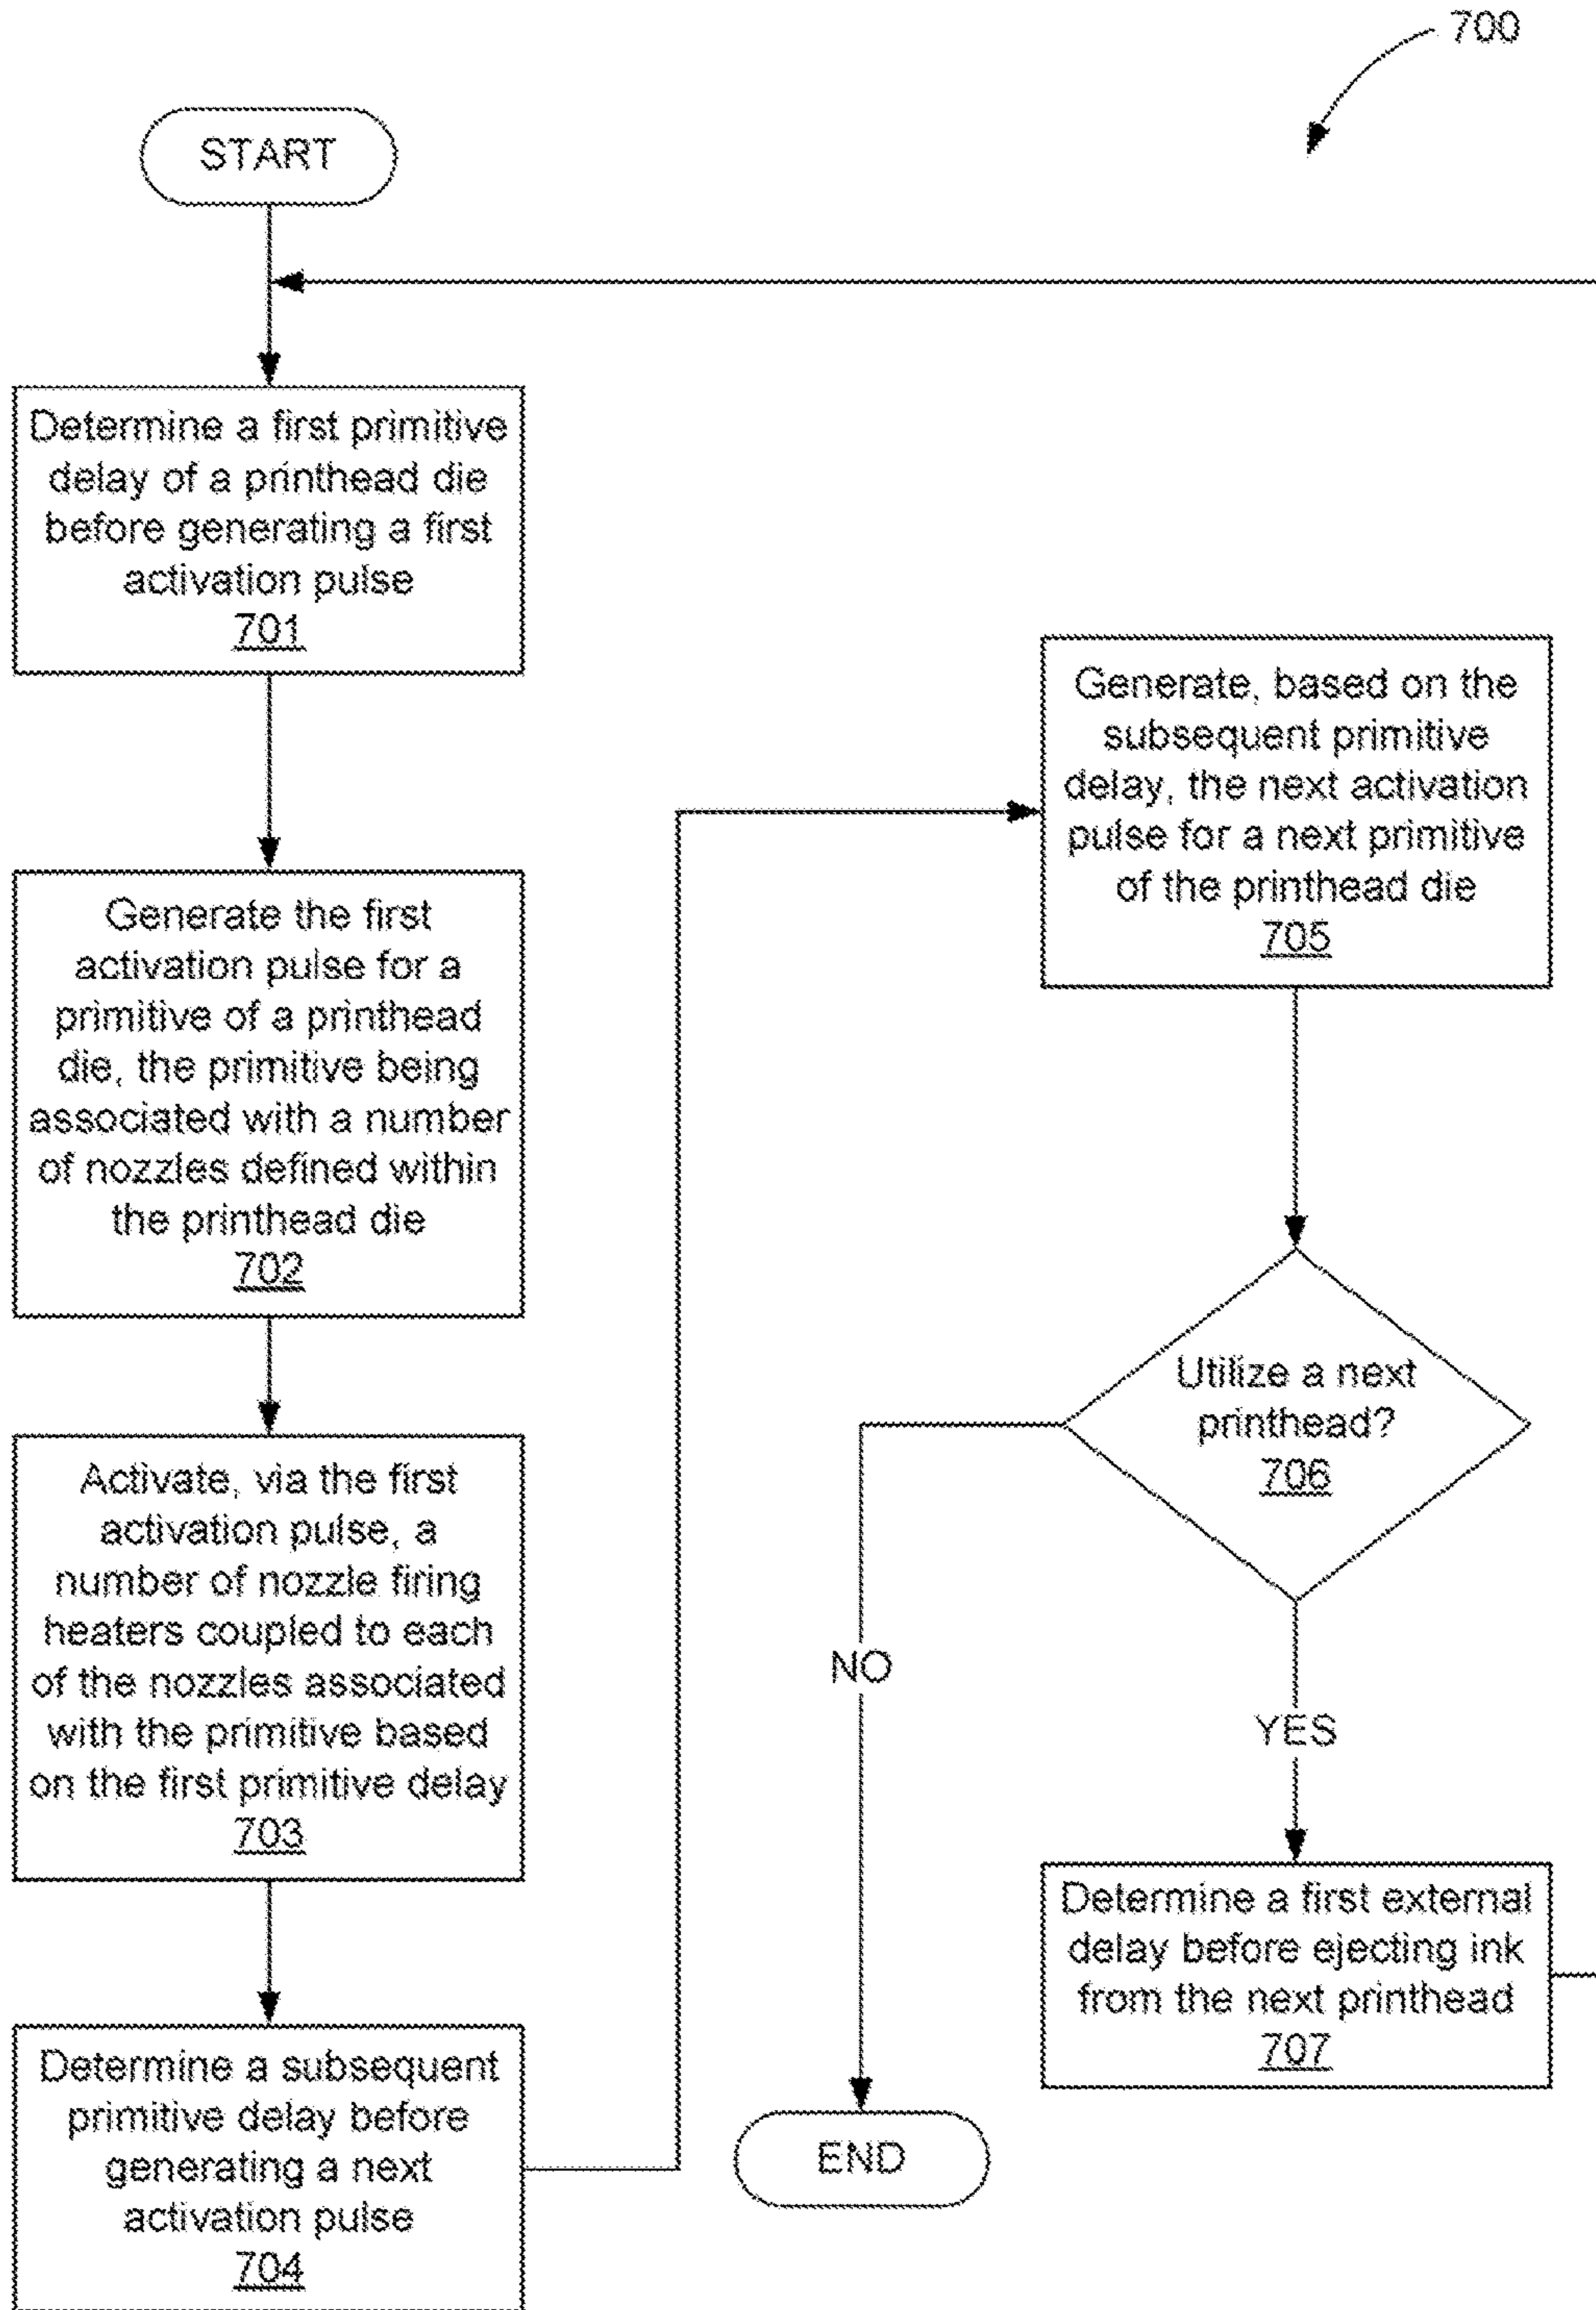 700
START
Determine a first primitive
delay of a printhead die
before generating a first
activation pulse
701
Generate the first
activation pulse for a
primitive of a printhead
die, the primitive being
associated with a number
of nozzles defined within
the printhead die
702
Activate, via the first
activation pulse, a
number of nozzle firing
heaters coupled to each
of the nozzles associated
with the primitive based
on the first primitive delay
703
Determine a subsequent
primitive delay before
generating a next
activation pulse
704
Generate, based on the
subsequent primitive
delay, the next activation
pulse for a next primitive
of the printhead die
705
Utilize a next
printhead?
706
NO
YES
Determine a first external
delay before ejecting ink
from the next printhead
707
END